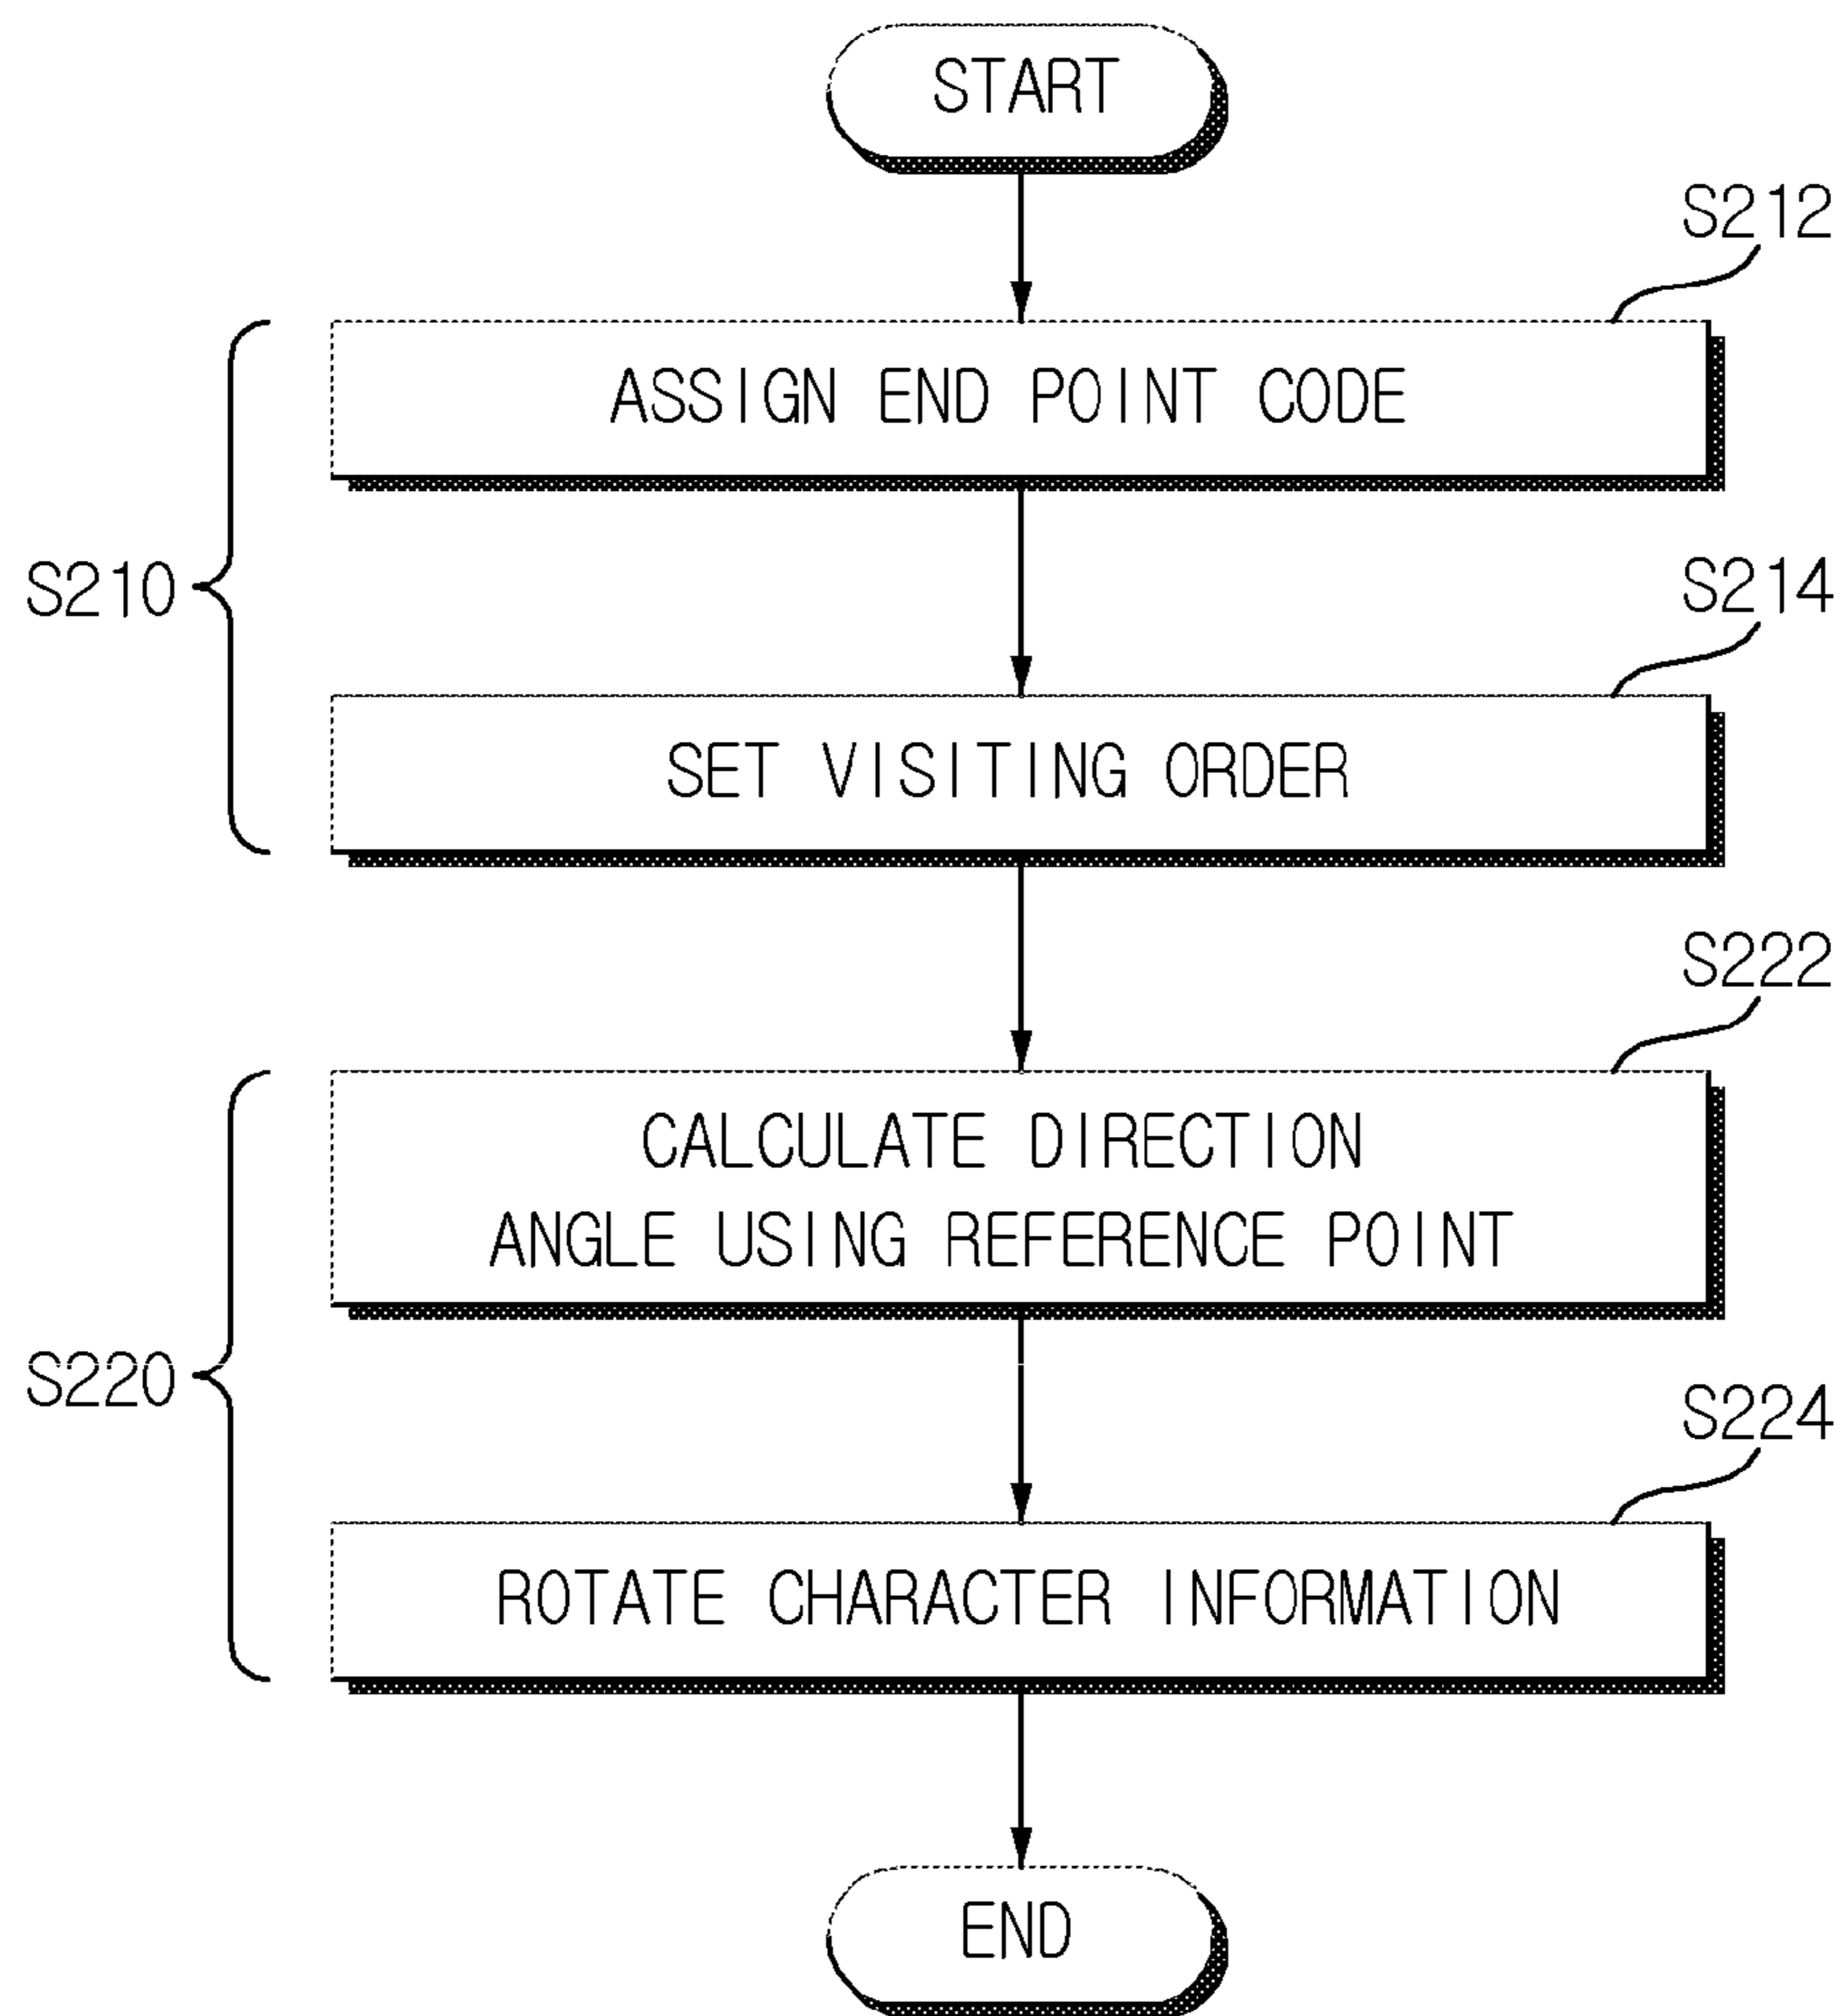 START
S212
ASSIGN END POINT CODE
S210
S214
SET VISITING ORDER
S222
CALCULATE DIRECTION
ANGLE USING REFERENCE POINT
S220
S224
ROTATE CHARACTER INFORMATION
END